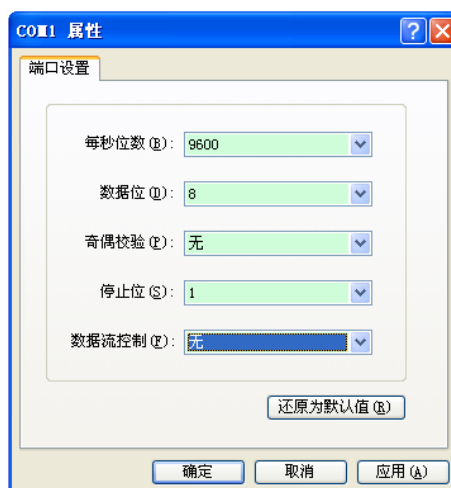 COM1 属性
端口设置
每秒位数(B): 9600
数据位(D): 8
奇偶校验(P): 无
停止位(S): 1
数据流控制(F): 无
还原为默认值(R)
确定 取消 应用(A)